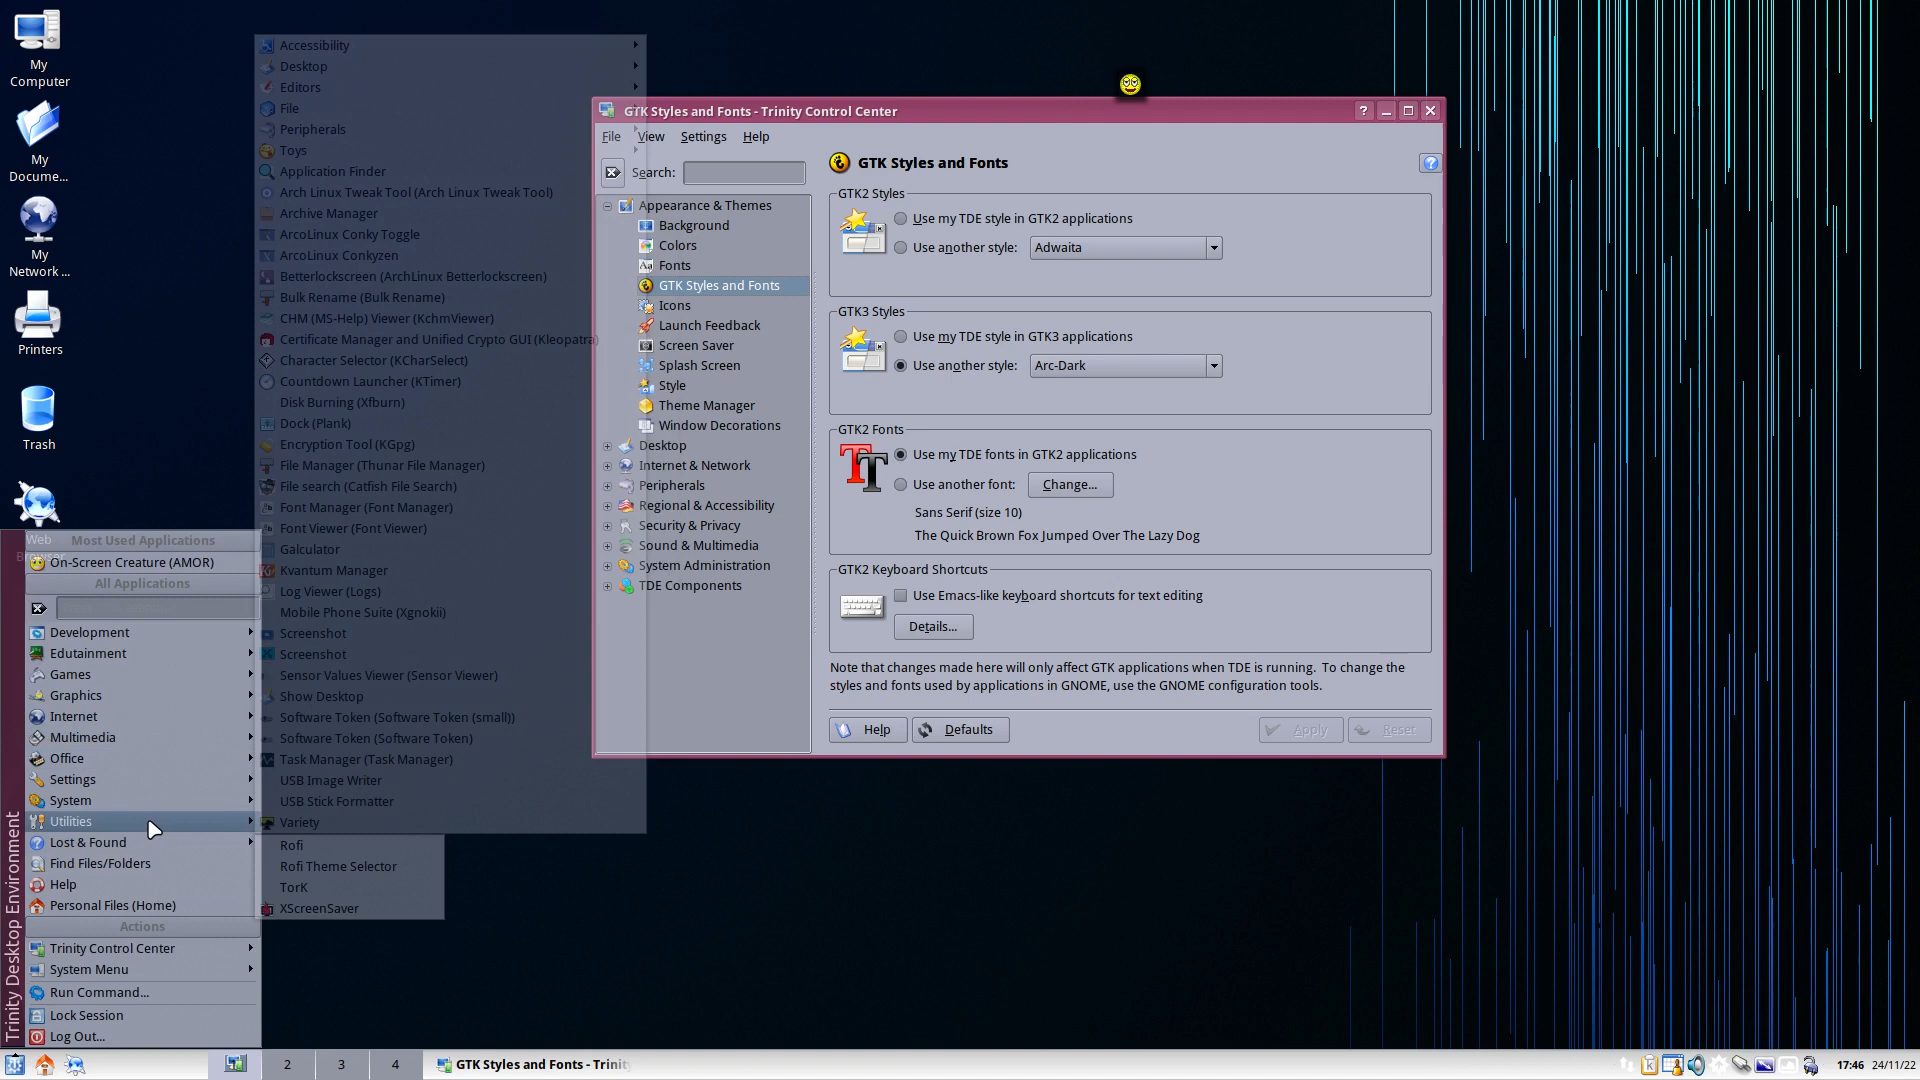 My
Computer
My
Docume...
My
Network ...
Printers
Trash
Web
Accessibility
Desktop
Editors
File
Peripherals
Toys
Application Finder
Arch Linux Tweak Tool (Arch Linux Tweak Tool)
Archive Manager
ArcoLinux Conky Toggle
ArcoLinux Conkyzen
Betterlockscreen (ArchLinux Betterlockscreen)
Bulk Rename (Bulk Rename)
CHM (MS-Help) Viewer (KchmViewer)
Certificate Manager and Unified Crypto GUI (Kleopatra)
Character Selector (KCharSelect)
Countdown Launcher (KTimer)
Disk Burning (Xfburn)
Dock (Plank)
Encryption Tool (KGpg)
File Manager (Thunar File Manager)
File search (Catfish File Search)
Font Manager (Font Manager)
Font Viewer (Font Viewer)
Galculator
Kvantum Manager
Log Viewer (Logs)
Mobile Phone Suite (Xgnokii)
Screenshot
Screenshot
Sensor Values Viewer (Sensor Viewer)
Show Desktop
Software Token (Software Token (small))
Software Token (Software Token)
Task Manager (Task Manager)
USB Image Writer
USB Stick Formatter
Variety
Rofi
Rofi Theme Selector
TorK
XScreenSaver
Trinity Desktop Environment
Most Used Applications
On-Screen Creature (AMOR)
All Applications
Development
Edutainment
Games
Graphics
Internet
Multimedia
Office
Settings
System
Utilities
Lost & Found
Find Files/Folders
Help
Personal Files (Home)
Actions
Trinity Control Center
System Menu
Run Command...
Lock Session
Log Out...
GTK Styles and Fonts - Trinity Control Center
File View Settings Help
Search:
Appearance & Themes
Background
Colors
Fonts
GTK Styles and Fonts
Icons
Launch Feedback
Screen Saver
Splash Screen
Style
Theme Manager
Window Decorations
Desktop
Internet & Network
Peripherals
Regional & Accessibility
Security & Privacy
Sound & Multimedia
System Administration
TDE Components
GTK Styles and Fonts
GTK2 Styles
Use my TDE style in GTK2 applications
Use another style: Adwaita
GTK3 Styles
Use my TDE style in GTK3 applications
Use another style: Arc-Dark
GTK2 Fonts
Use my TDE fonts in GTK2 applications
Use another font: Change...
Sans Serif (size 10)
The Quick Brown Fox Jumped Over The Lazy Dog
GTK2 Keyboard Shortcuts
Use Emacs-like keyboard shortcuts for text editing
Details...
Note that changes made here will only affect GTK applications when TDE is running. To change the
styles and fonts used by applications in GNOME, use the GNOME configuration tools.
Help Defaults Apply Reset
2 3 4 GTK Styles and Fonts - Trinity 17:46 24/11/22